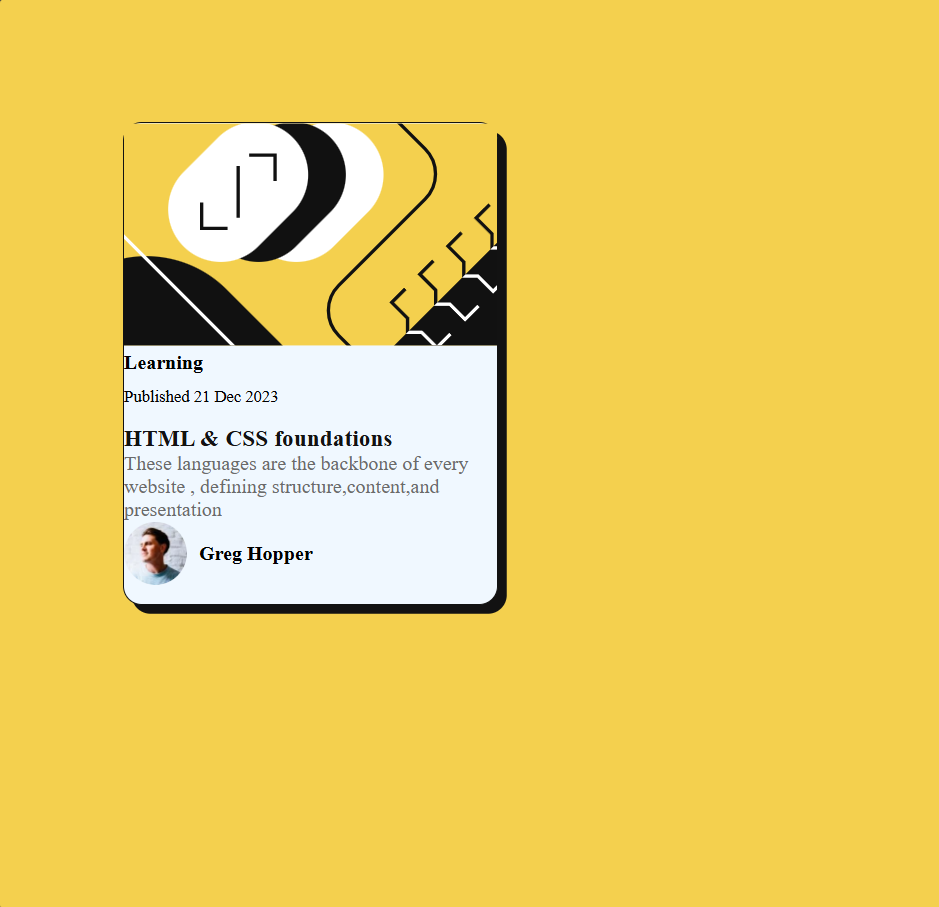 Learning
Published 21 Dec 2023
HTML & CSS foundations
These languages are the backbone of every
website , defining structure,content,and
presentation
Greg Hopper